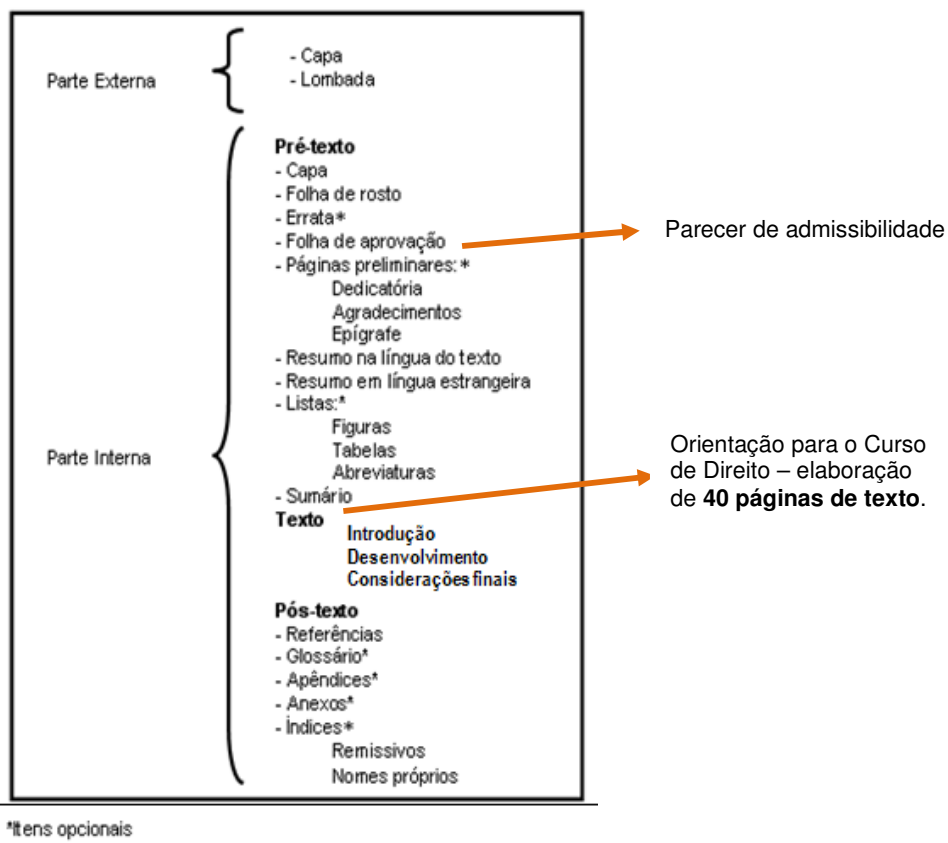 Parte Externa
- Capa
- Lombada
Parte Interna
Pré-texto
- Capa
- Folha de rosto
- Errata*
- Folha de aprovação
- Páginas preliminares:*
Dedicatória
Agradecimentos
Epígrafe
- Resumo na língua do texto
- Resumo em língua estrangeira
- Listas:*
Figuras
Tabelas
Abreviaturas
- Sumário
Texto
Introdução
Desenvolvimento
Considerações finais
Pós-texto
- Referências
- Glossário*
- Apêndices*
- Anexos*
- Índices*
Remissivos
Nomes próprios
Parecer de admissibilidade
Orientação para o Curso
de Direito – elaboração
de 40 páginas de texto.
*Itens opcionais